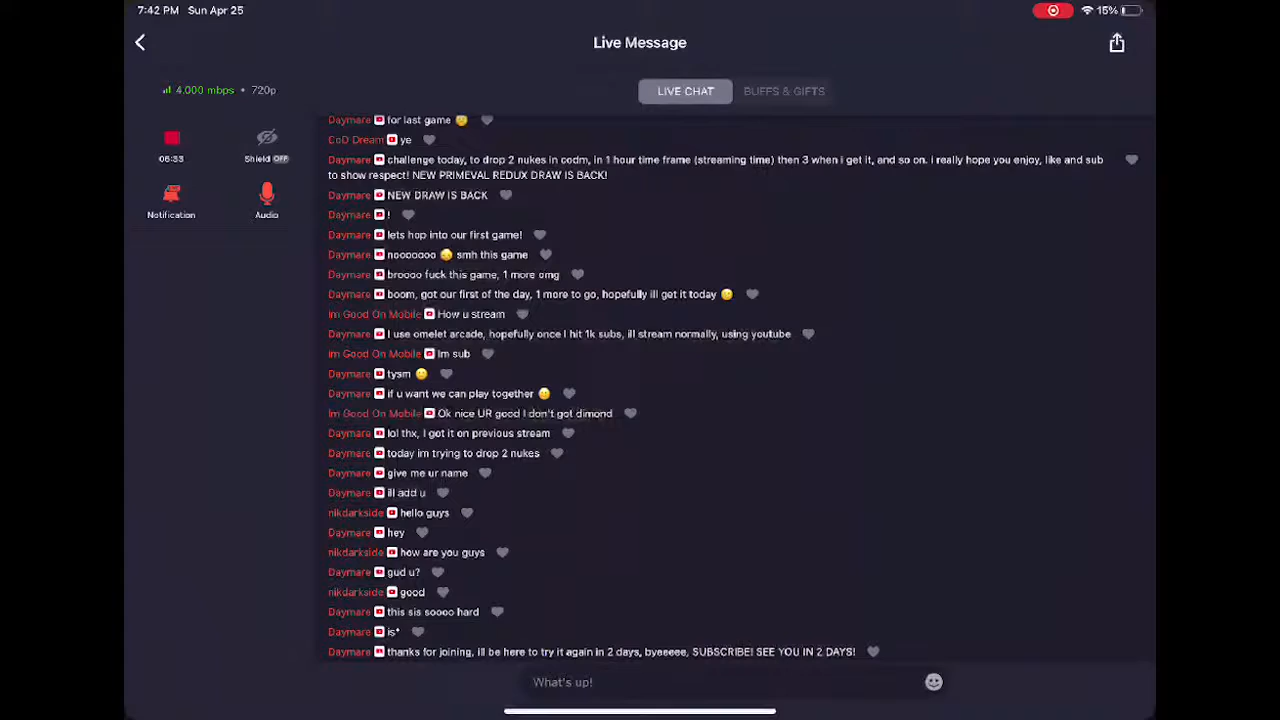 7:42 PM Sun Apr 25
15%
Live Message
4.000 mbps • 720p
LIVE CHAT
BUFFS & GIFTS
06:33
Shield OFF
Notification
Audio
Daymare for last game
CoD Dream ye
Daymare challenge today, to drop 2 nukes in codm, in 1 hour time frame (streaming time) then 3 when i get it, and so on. i really hope you enjoy, like and sub
to show respect! NEW PRIMEVAL REDUX DRAW IS BACK!
Daymare NEW DRAW IS BACK
Daymare !
Daymare lets hop into our first game!
Daymare nooooooo 😳 smh this game
Daymare broooo fuck this game, 1 more omg
Daymare boom, got our first of the day, 1 more to go, hopefully ill get it today
Im Good On Mobile How u stream
Daymare I use omelet arcade, hopefully once I hit 1k subs, ill stream normally, using youtube
Im Good On Mobile Im sub
Daymare tysm
Daymare if u want we can play together
Im Good On Mobile Ok nice UR good I don't got dimond
Daymare lol thx, I got it on previous stream
Daymare today im trying to drop 2 nukes
Daymare give me ur name
Daymare ill add u
nikdarkside hello guys
Daymare hey
nikdarkside how are you guys
Daymare gud u?
nikdarkside good
Daymare this sis soooo hard
Daymare is*
Daymare thanks for joining, ill be here to try it again in 2 days, byeeeee, SUBSCRIBE! SEE YOU IN 2 DAYS!
What's up!